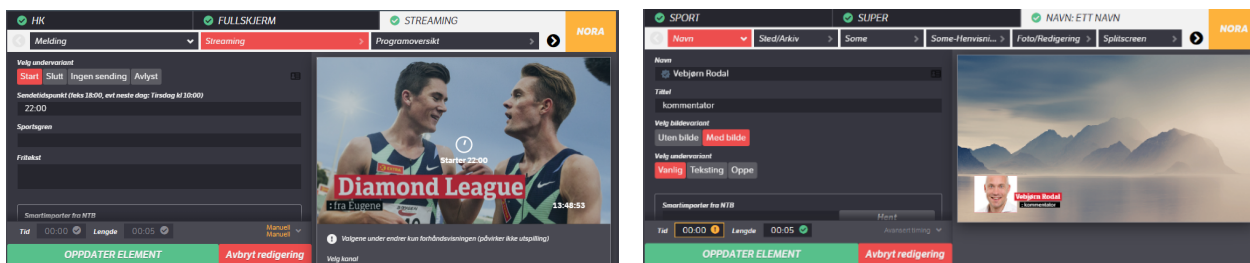 HK
FULLSKJERM
STREAMING
NORA
Melding
Streaming
Programoversikt
Velg undervariant
Start Slutt Ingen sending Avlyst
Sendetidspunkt (feks 18:00, evt neste dag: Tirsdag kl 10:00)
22:00
Sportsgren
Fritekst
Smartimporter fra NTB
Tid 00:00 Lengde 00:05 Manuell
Manuell
OPPDATER ELEMENT Avbryt redigering
Starter 22:00
Diamond League
: fra Eugene
13:48:53
Valgene under endrer kun forhåndsvisningen (påvirker ikke utspilling)
Velg kanal
SPORT
SUPER
NAVN: ETT NAVN
NORA
Navn
Sted/Arkiv
Some
Some-Henvisni...
Foto/Redigering
Splitscreen
Navn
Vebjørn Rodal
Tittel
kommentator
Velg bildevariant
Uten bilde Med bilde
Velg undervariant
Vanlig Teksting Oppe
Smartimporter fra NTB
Hent
Tid 00:00 Lengde 00:05 Avansert timing
OPPDATER ELEMENT Avbryt redigering
Vebjørn Rodal
: kommentator